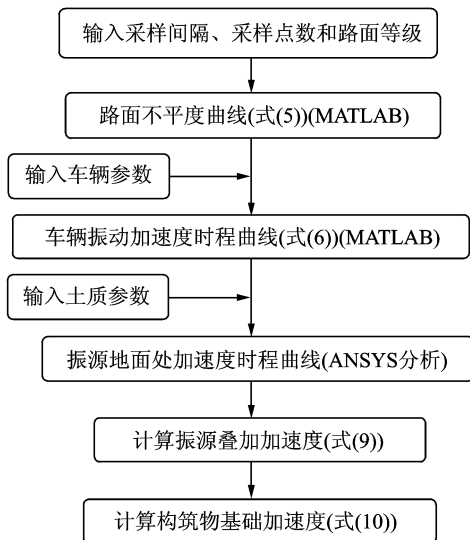 输入采样间隔、采样点数和路面等级
路面不平度曲线(式(5))(MATLAB)
输入车辆参数
车辆振动加速度时程曲线(式(6))(MATLAB)
输入土质参数
振源地面处加速度时程曲线(ANSYS分析)
计算振源叠加加速度(式(9))
计算构筑物基础加速度(式(10))